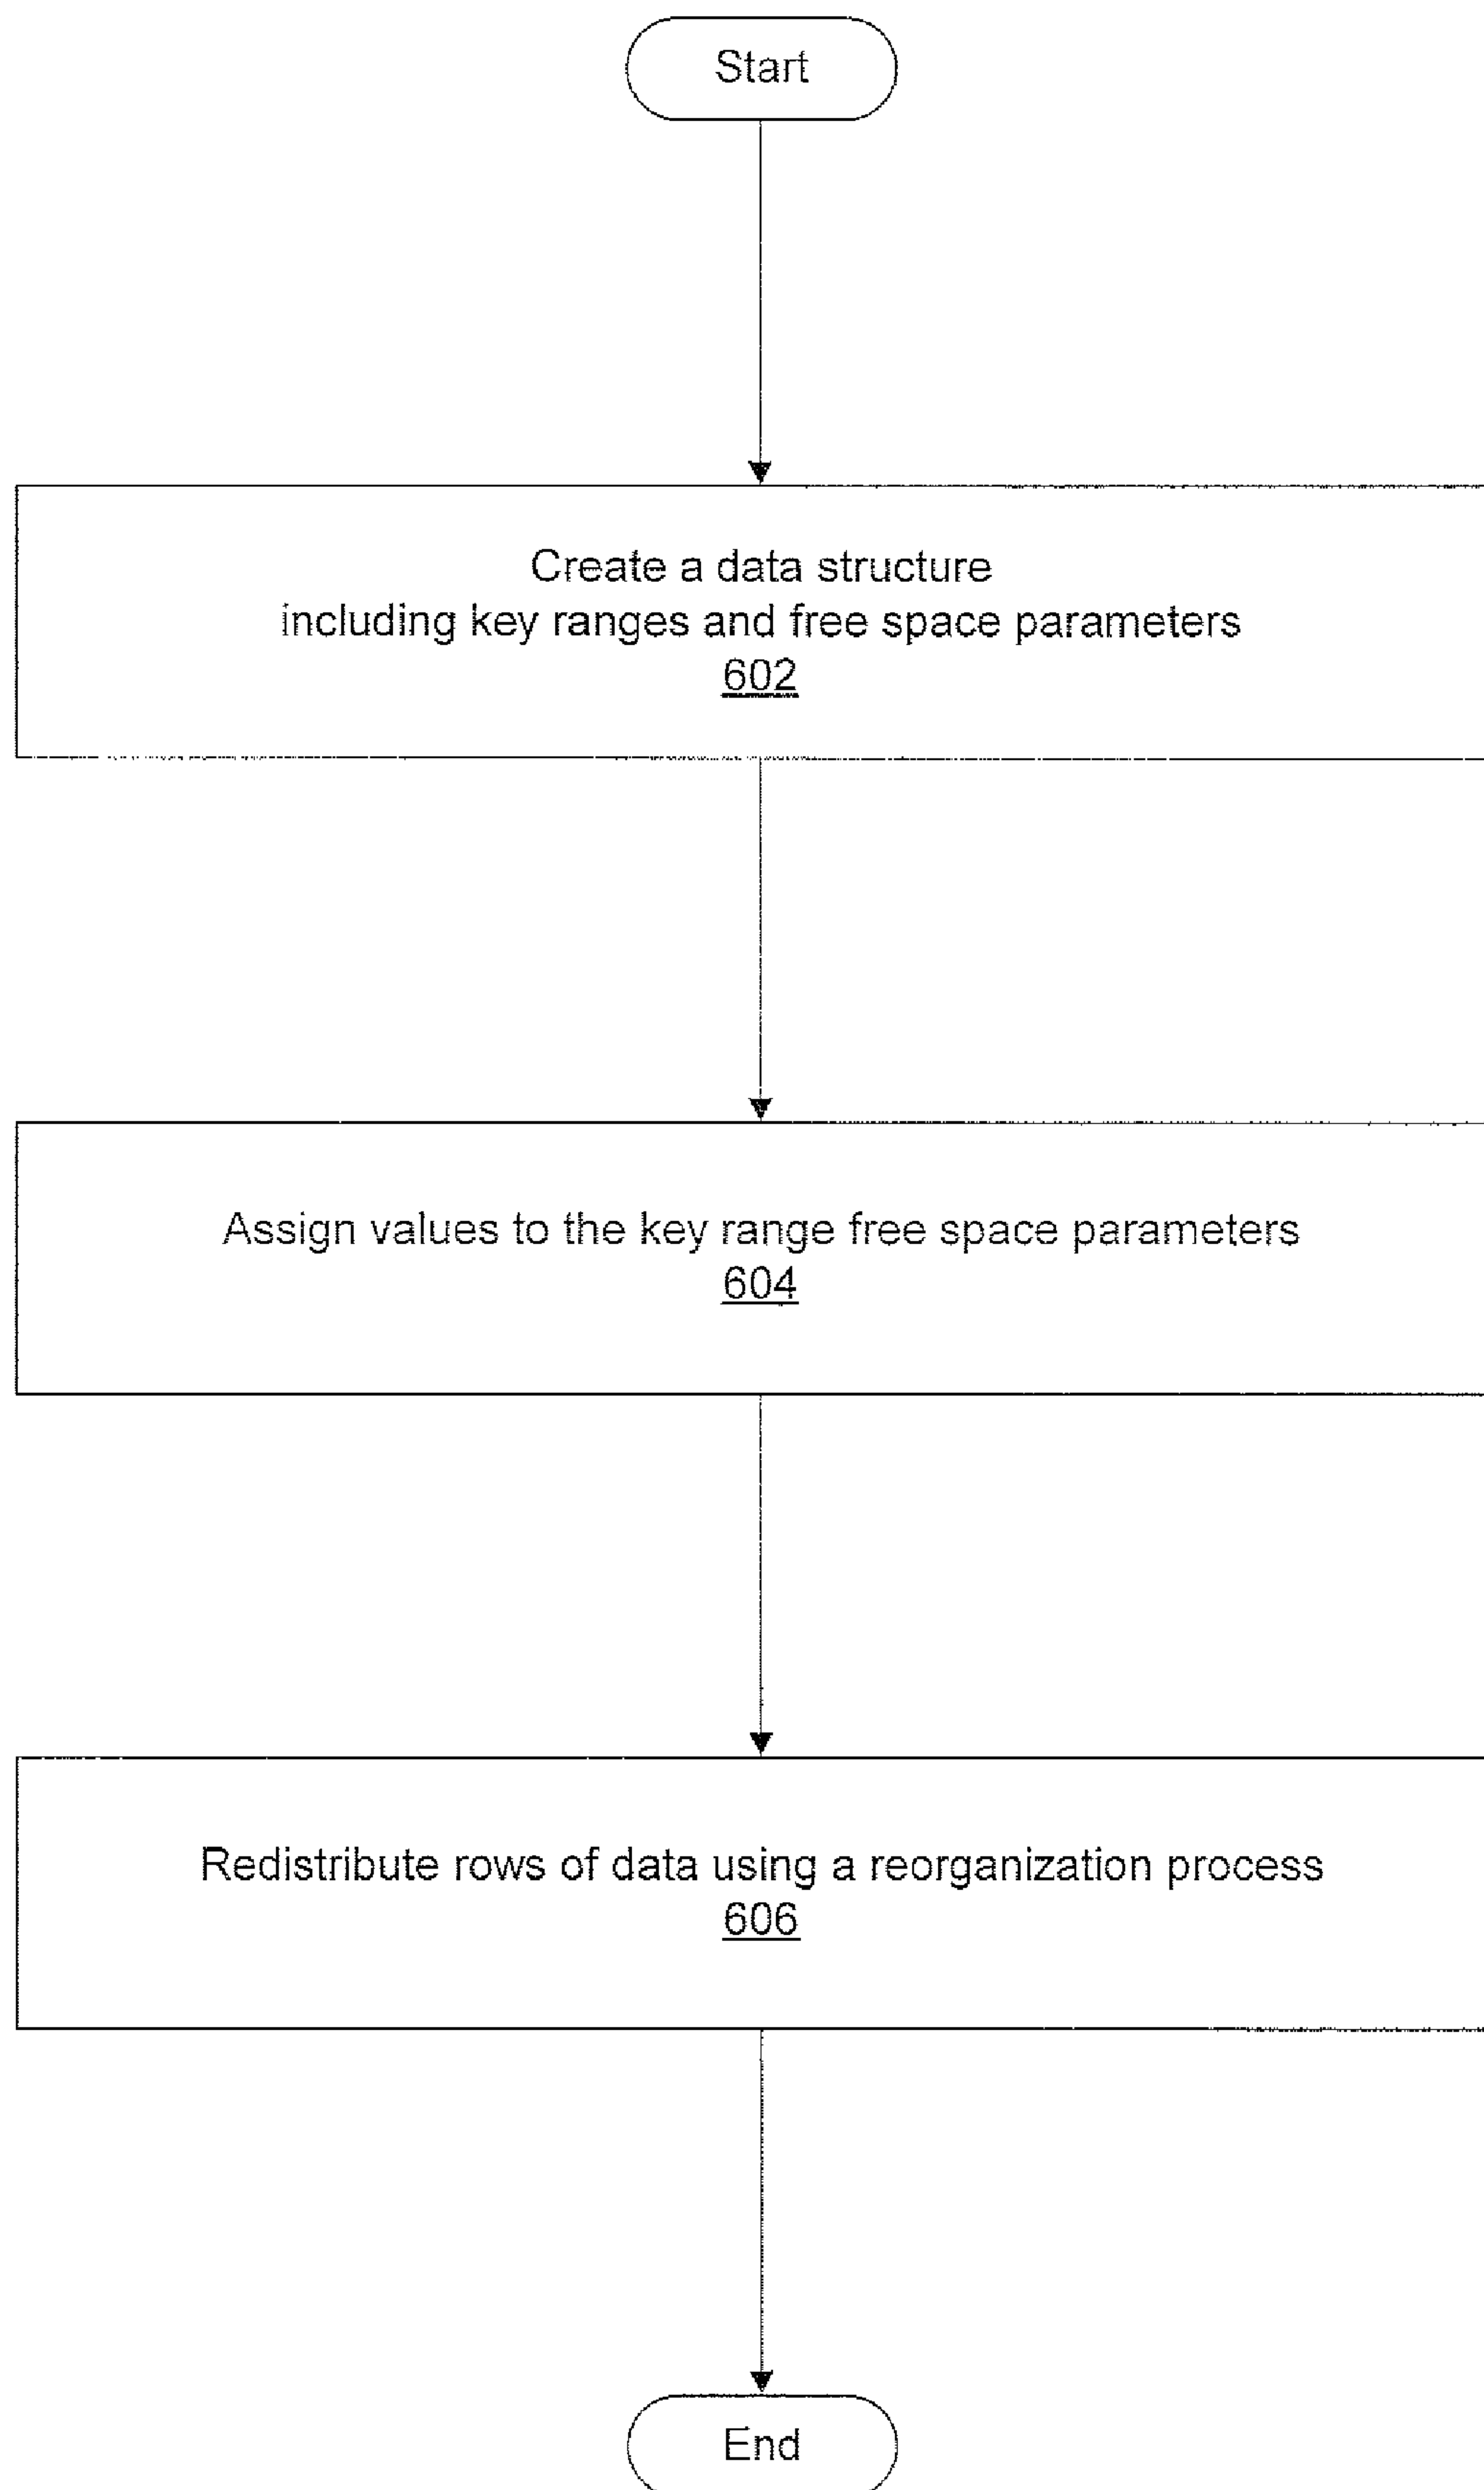 Start
Create a data structure
including key ranges and free space parameters
602
Assign values to the key range free space parameters
604
Redistribute rows of data using a reorganization process
606
End